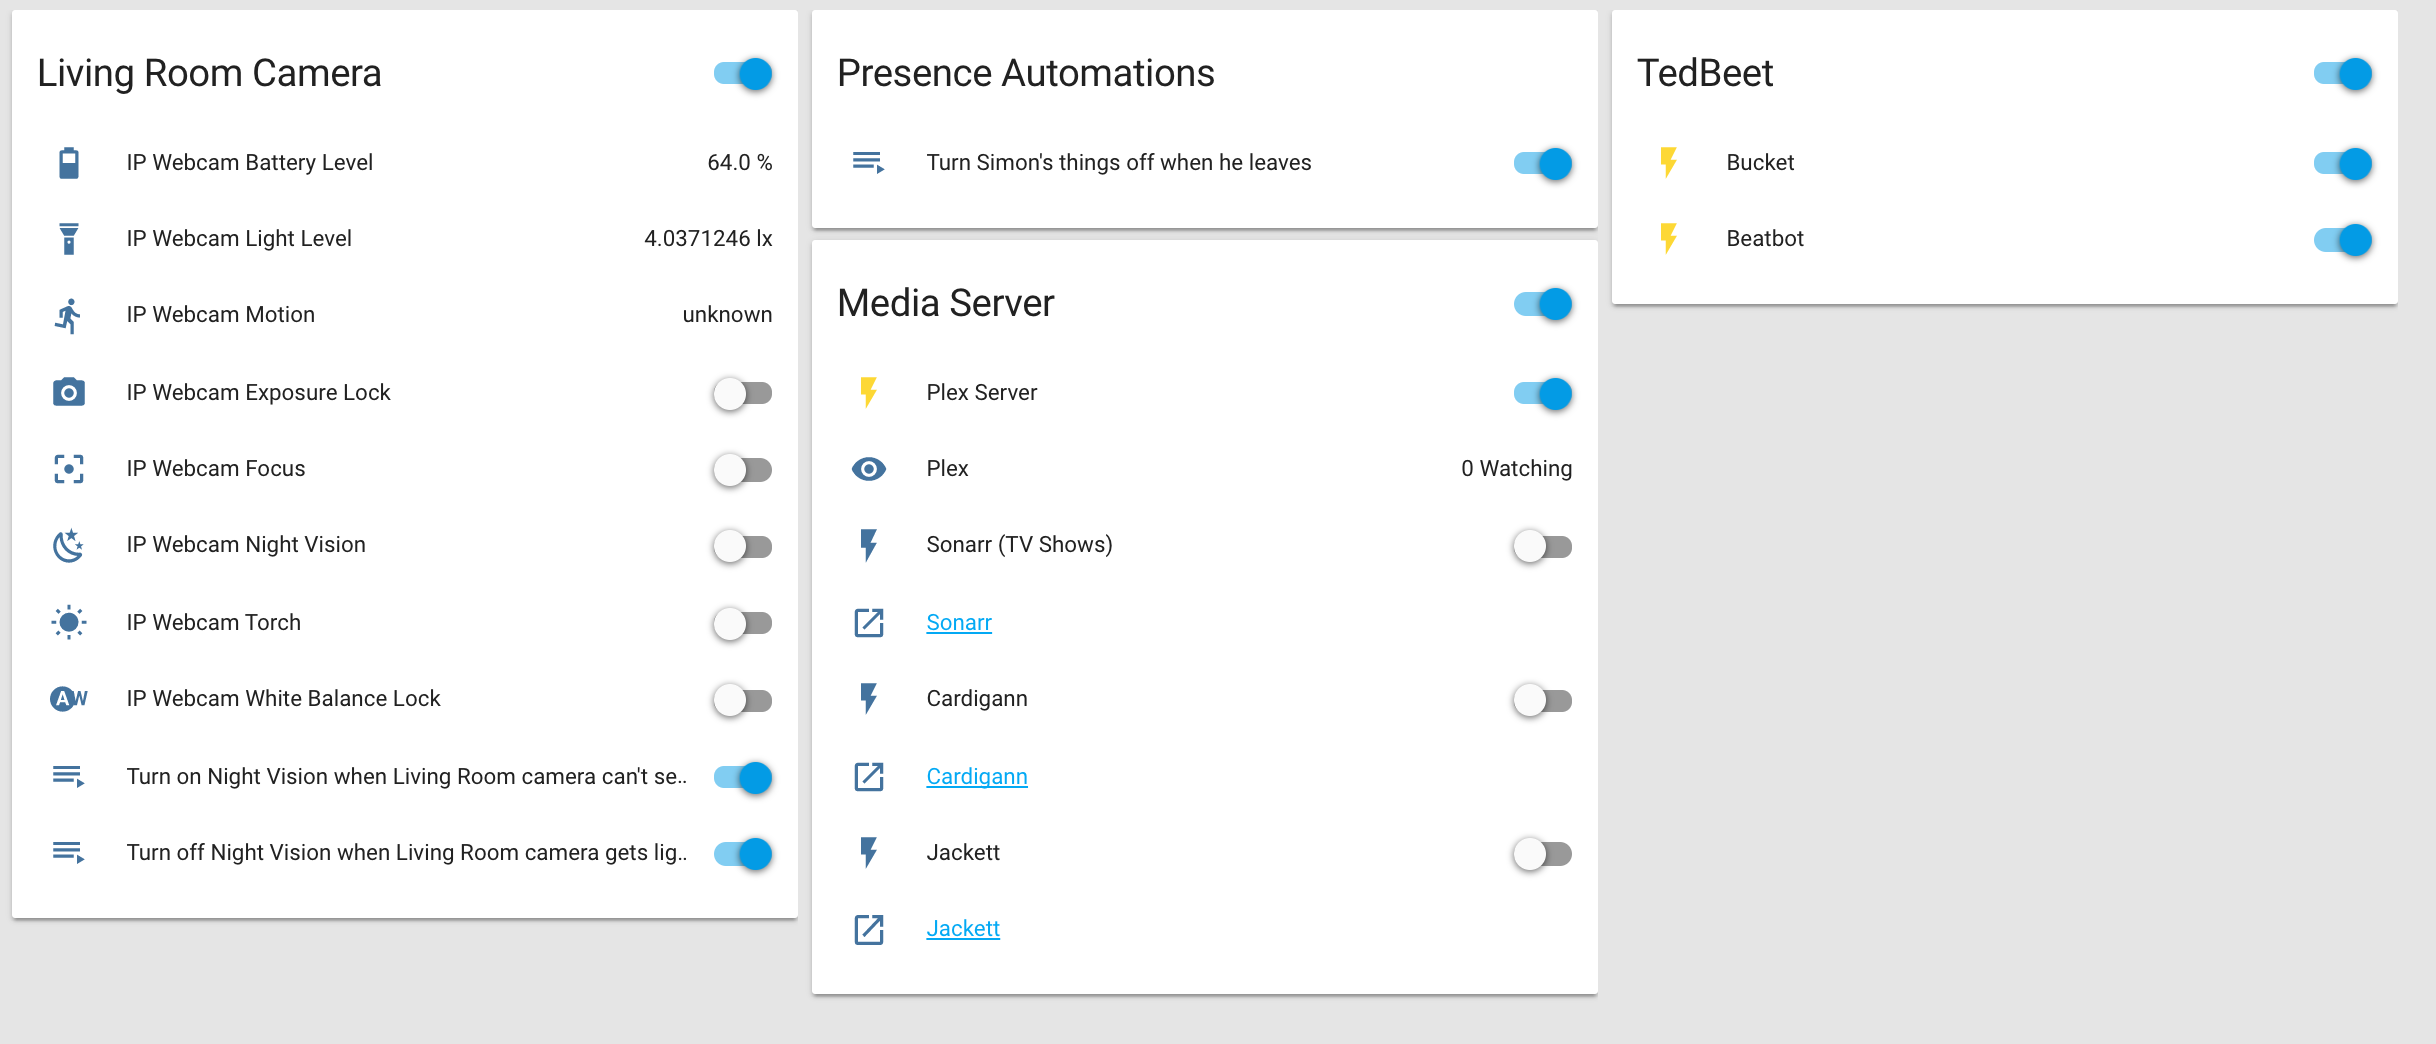 Living Room Camera
IP Webcam Battery Level 64.0 %
IP Webcam Light Level 4.0371246 lx
IP Webcam Motion unknown
IP Webcam Exposure Lock
IP Webcam Focus
IP Webcam Night Vision
IP Webcam Torch
AW IP Webcam White Balance Lock
Turn on Night Vision when Living Room camera can't se..
Turn off Night Vision when Living Room camera gets lig..
Presence Automations
Turn Simon's things off when he leaves
Media Server
Plex Server
Plex 0 Watching
Sonarr (TV Shows)
Sonarr
Cardigann
Cardigann
Jackett
Jackett
TedBeet
Bucket
Beatbot